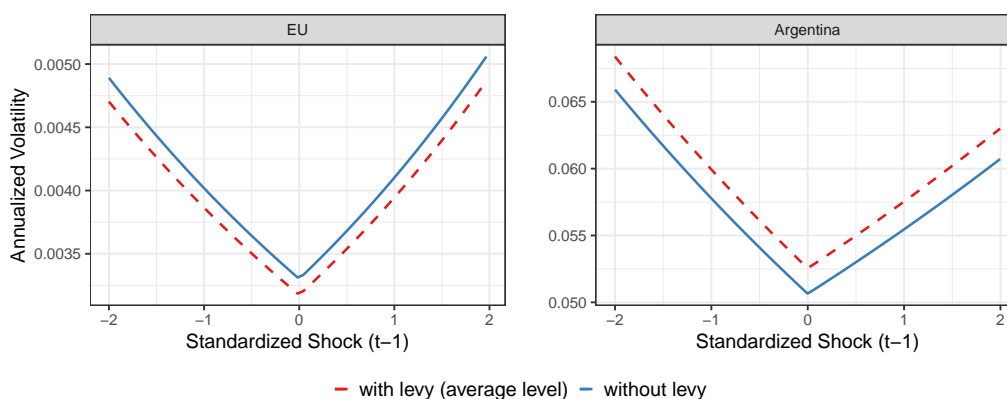 EU
Argentina
Annualized Volatility
0.0050
0.0045
0.0040
0.0035
−2
−1
0
1
2
Standardized Shock (t−1)
0.065
0.060
0.055
0.050
−2
−1
0
1
2
Standardized Shock (t−1)
with levy (average level)
without levy